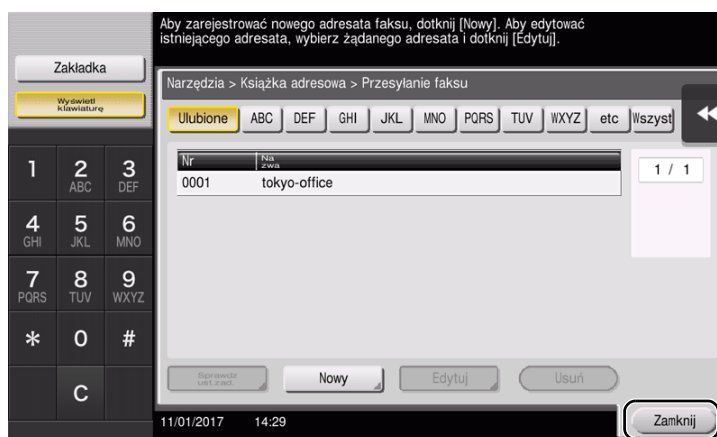 Aby zarejestrować nowego adresata faksu, dotknij [Nowy]. Aby edytować
istniejącego adresata, wybierz żądanego adresata i dotknij [Edytuj].
Zakładka
Wyświetl
klawiaturę
Narzędzia > Książka adresowa > Przesyłanie faksu
Ulubione ABC DEF GHI JKL MNO PQRS TUV WXYZ etc Wszyst
Nr Na
zwa
0001 tokyo-office
1 / 1
1 2 3
ABC DEF
4 5 6
GHI JKL MNO
7 8 9
PQRS TUV WXYZ
* 0 #
C
Sprawdź
ust.zad.
Nowy Edytuj Usuń
11/01/2017 14:29
Zamknij